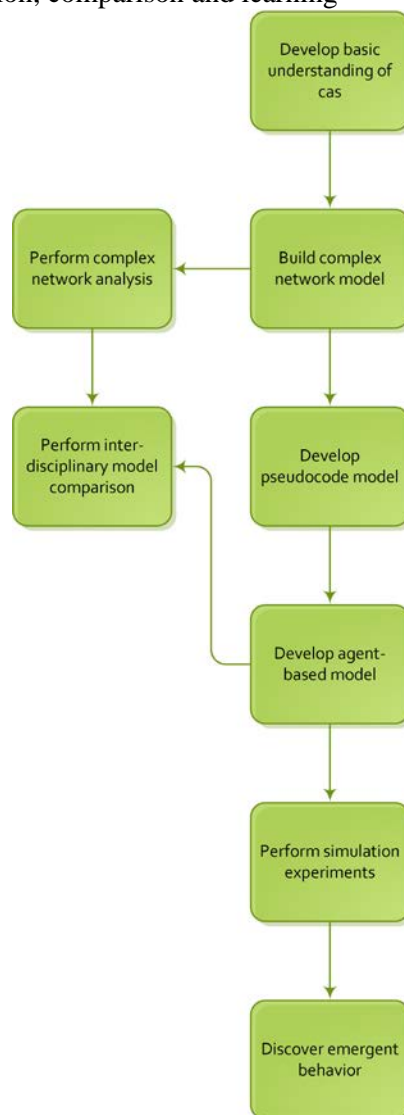 comparison and learning
Develop basic
understanding of
cas
Perform complex
network analysis
Build complex
network model
Perform inter-
disciplinary model
comparison
Develop
pseudocode model
Develop agent-
based model
Perform simulation
experiments
Discover emergent
behavior